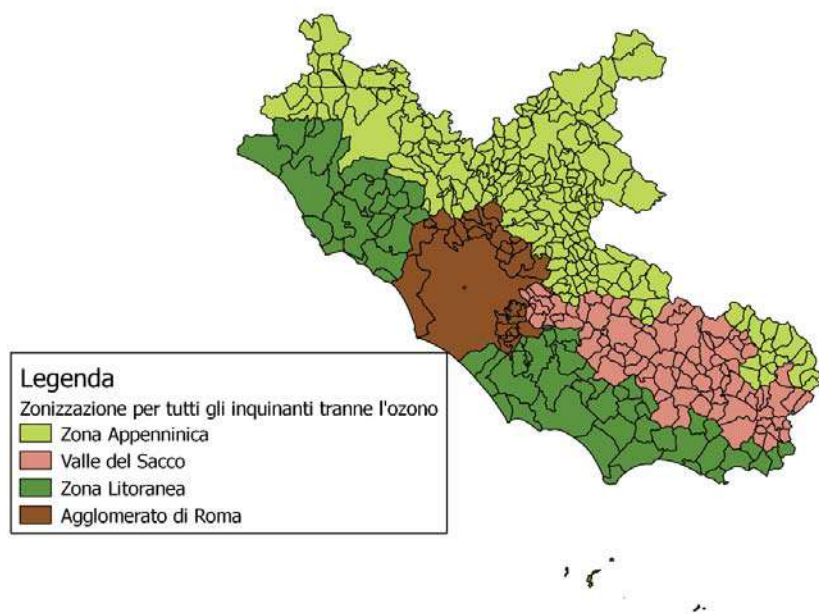 Legenda
Zonizzazione per tutti gli inquinanti tranne l'ozono
Zona Appenninica
Valle del Sacco
Zona Litoranea
Agglomerato di Roma